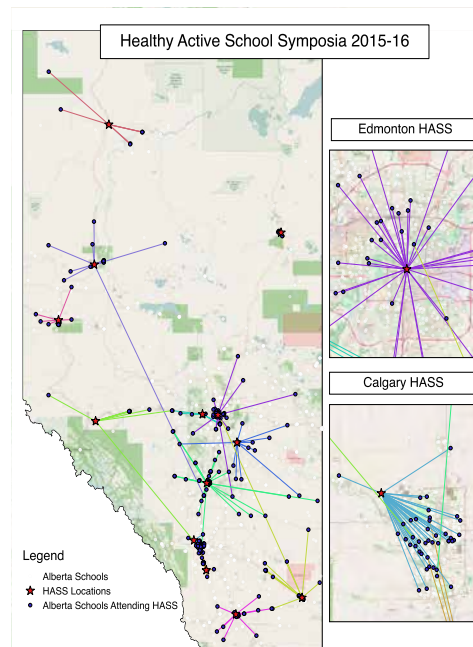 Healthy Active School Symposia 2015-16
Edmonton HASS
Calgary HASS
Legend
Alberta Schools
HASS Locations
Alberta Schools Attending HASS